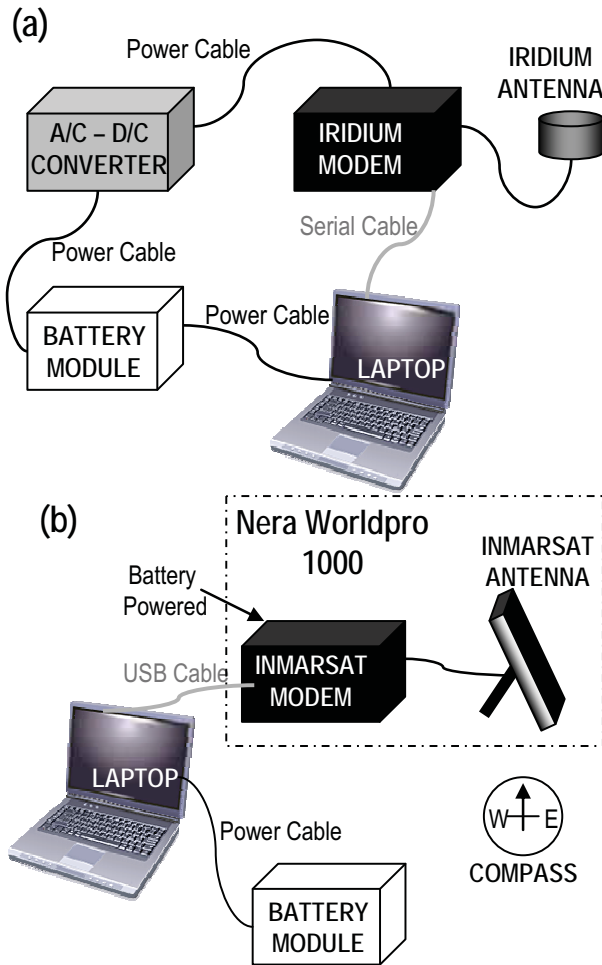 (a)
Power Cable
IRIDIUM
ANTENNA
A/C – D/C
CONVERTER
IRIDIUM
MODEM
Serial Cable
Power Cable
Power Cable
BATTERY
MODULE
LAPTOP
(b)
Nera Worldpro
1000
INMARSAT
ANTENNA
Battery
Powered
USB Cable
INMARSAT
MODEM
LAPTOP
W E
Power Cable
COMPASS
BATTERY
MODULE